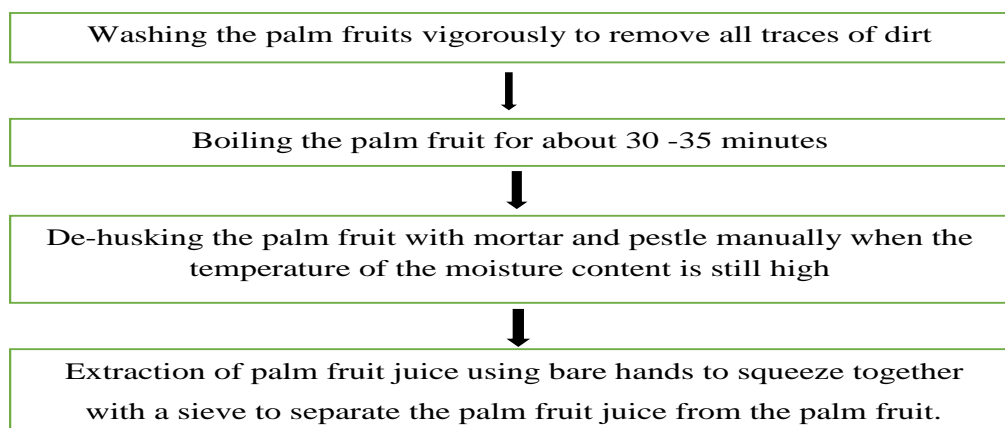 Washing the palm fruits vigorously to remove all traces of dirt
Boiling the palm fruit for about 30 -35 minutes
De-husking the palm fruit with mortar and pestle manually when the
temperature of the moisture content is still high
Extraction of palm fruit juice using bare hands to squeeze together
with a sieve to separate the palm fruit juice from the palm fruit.